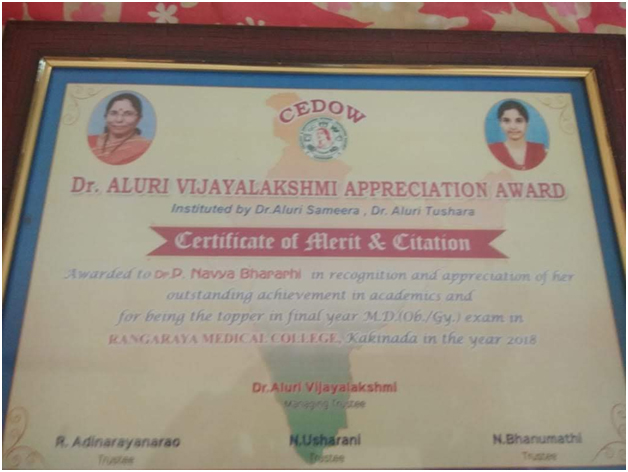 CEDOW
Dr. ALURI VIJAYALAKSHMI APPRECIATION AWARD
Instituted by Dr.Aluri Sameera , Dr. Aluri Tushara
Certificate of Merit & Citation
Awarded to Dr P. Navya Bharathi in recognition and appreciation of her
outstanding achievement in academics and
for being the topper in final year M.D.(Ob./Gy.) exam in
RANGARAYA MEDICAL COLLEGE, Kakinada in the year 2018
Dr.Aluri Vijayalakshmi
Managing Trustee
R. Adinarayanarao
Trustee
N.Usharani
Trustee
N.Bhanumathi
Trustee